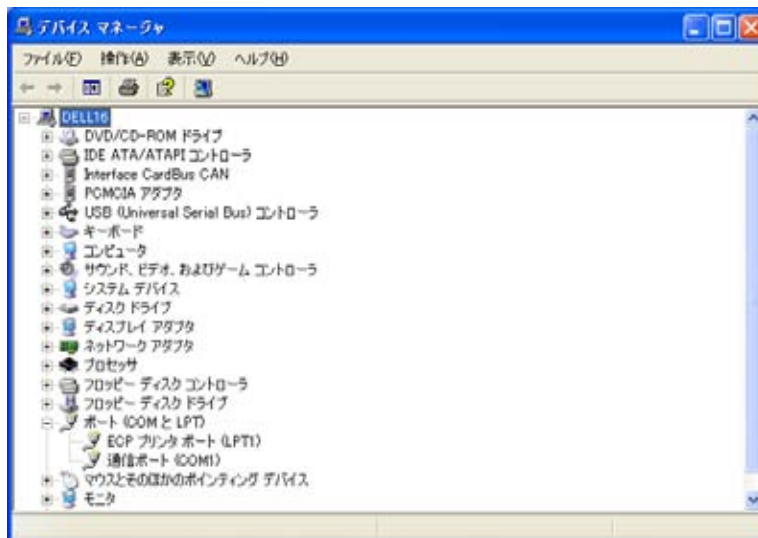 デバイス マネージャ
ファイル(F) 操作(A) 表示(V) ヘルプ(H)
DELL16
DVD/CD-ROM ドライブ
IDE ATA/ATAPI コントローラ
Interface CardBus CAN
PCMCIA アダプタ
USB (Universal Serial Bus) コントローラ
キーボード
コンピュータ
サウンド、ビデオ、およびゲーム コントローラ
システム デバイス
ディスク ドライブ
ディスプレイ アダプタ
ネットワーク アダプタ
プロセッサ
フロッピー ディスク コントローラ
フロッピー ディスク ドライブ
ポート (COM と LPT)
ECP プリンタ ポート (LPT1)
通信ポート (COM1)
マウスとそのほかのポインティング デバイス
モニタ